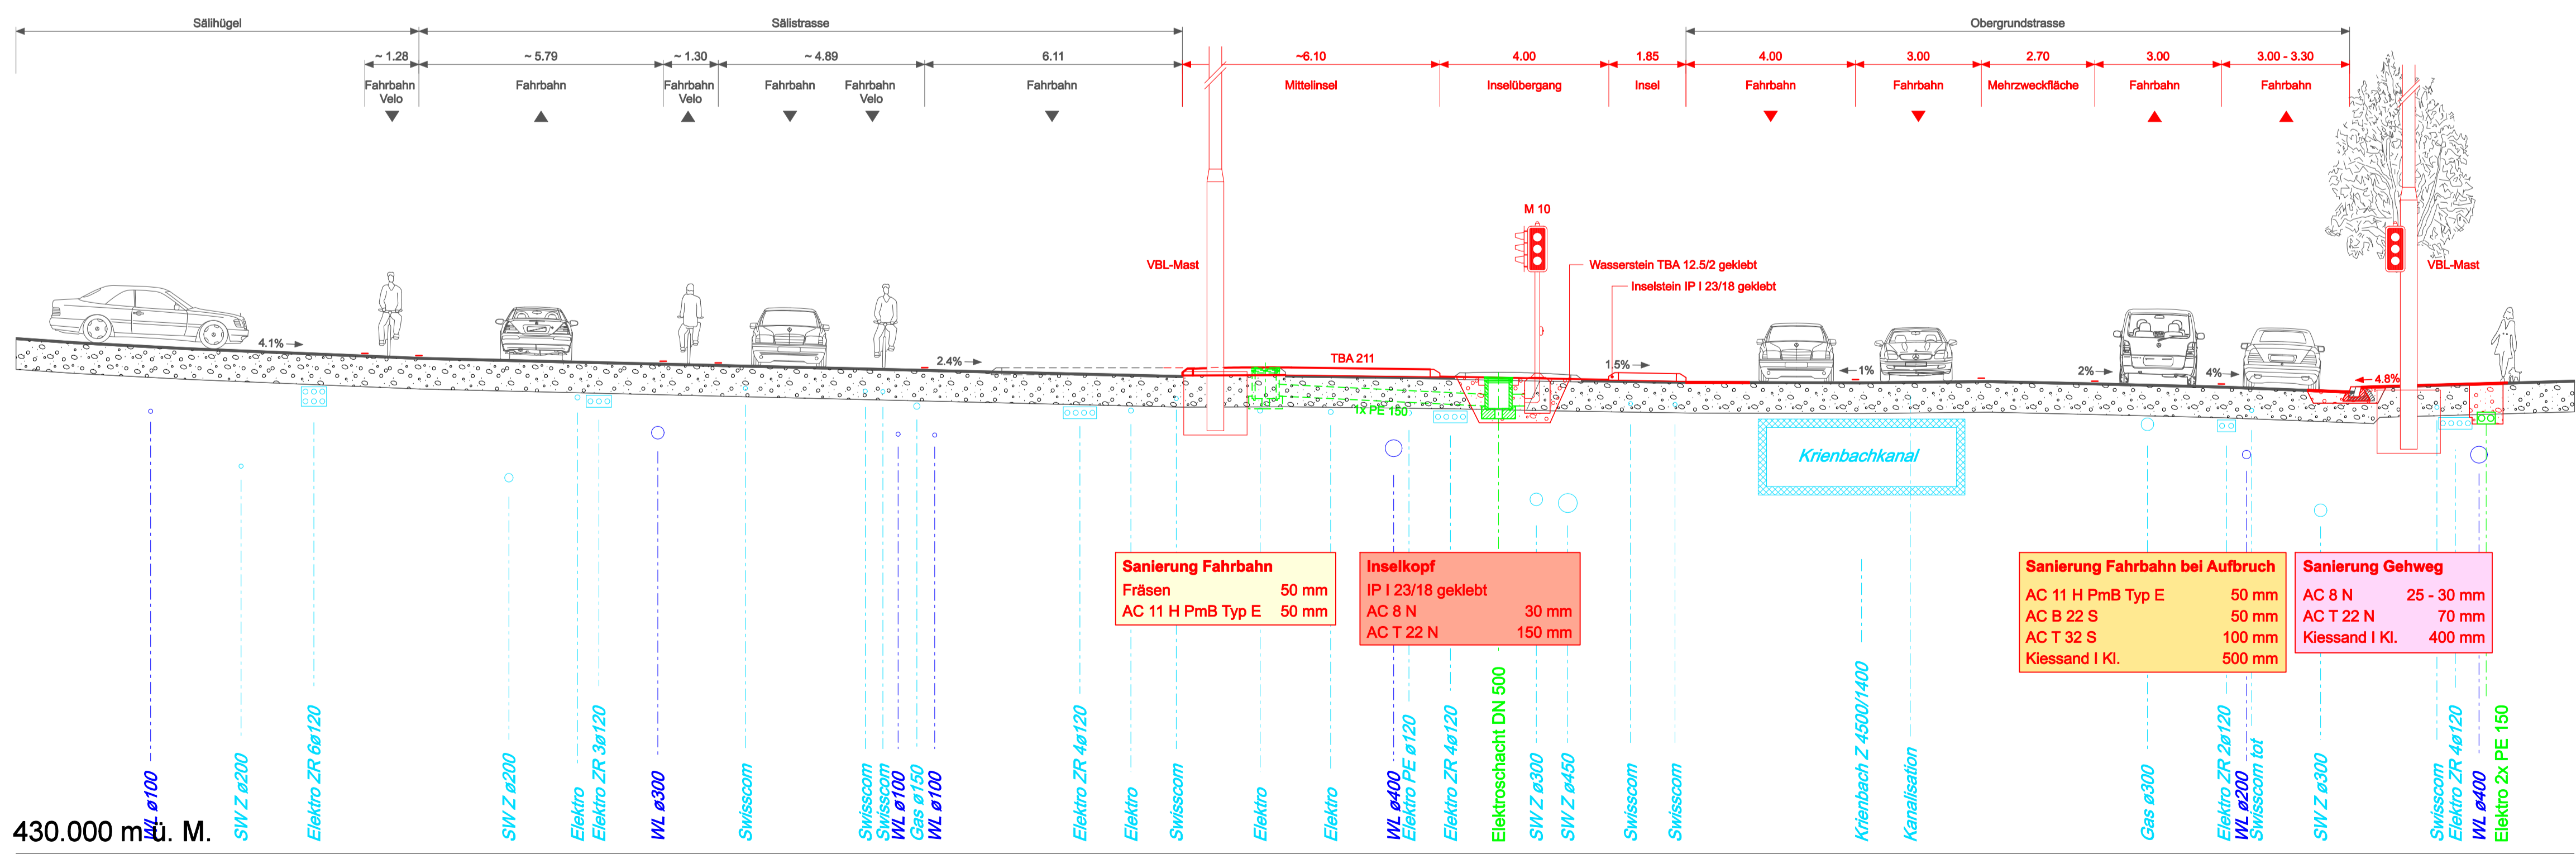 Sälihügel
Sälistrasse
Obergrundstrasse
~ 1.28
~ 5.79
~ 1.30
~ 4.89
6.11
~6.10
4.00
1.85
4.00
3.00
2.70
3.00
3.00 - 3.30
Fahrbahn
Velo
Fahrbahn
Fahrbahn
Velo
Fahrbahn
Fahrbahn
Velo
Fahrbahn
Mittelinsel
Inselübergang
Insel
Fahrbahn
Fahrbahn
Mehrzweckfläche
Fahrbahn
Fahrbahn
M 10
VBL-Mast
Wasserstein TBA 12.5/2 geklebt
Inselstein IP I 23/18 geklebt
VBL-Mast
4.1%
2.4%
TBA 211
1.5%
1%
2%
4%
4.8%
1x PE 150
Krienbachkanal
Sanierung Fahrbahn
Fräsen 50 mm
AC 11 H PmB Typ E 50 mm
Inselkopf
IP I 23/18 geklebt
AC 8 N 30 mm
AC T 22 N 150 mm
Sanierung Fahrbahn bei Aufbruch
AC 11 H PmB Typ E 50 mm
AC B 22 S 50 mm
AC T 32 S 100 mm
Kiessand I Kl. 500 mm
Sanierung Gehweg
AC 8 N 25 - 30 mm
AC T 22 N 70 mm
Kiessand I Kl. 400 mm
WL ø100
SW Z ø200
Elektro ZR 6ø120
SW Z ø200
Elektro
Elektro ZR 3ø120
WL ø300
Swisscom
Swisscom
Swisscom
WL ø100
Gas ø150
WL ø100
Elektro ZR 4ø120
Elektro
Swisscom
Elektro
Elektro
WL ø400
Elektro PE ø120
Elektro ZR 4ø120
Elektroschacht DN 500
SW Z ø300
SW Z ø450
Swisscom
Swisscom
Krienbach Z 4500/1400
Kanalisation
Gas ø300
Elektro ZR 2ø120
WL ø200
Swisscom tot
SW Z ø300
Swisscom
Elektro ZR 4ø120
WL ø400
Elektro 2x PE 150
430.000 m ü. M.